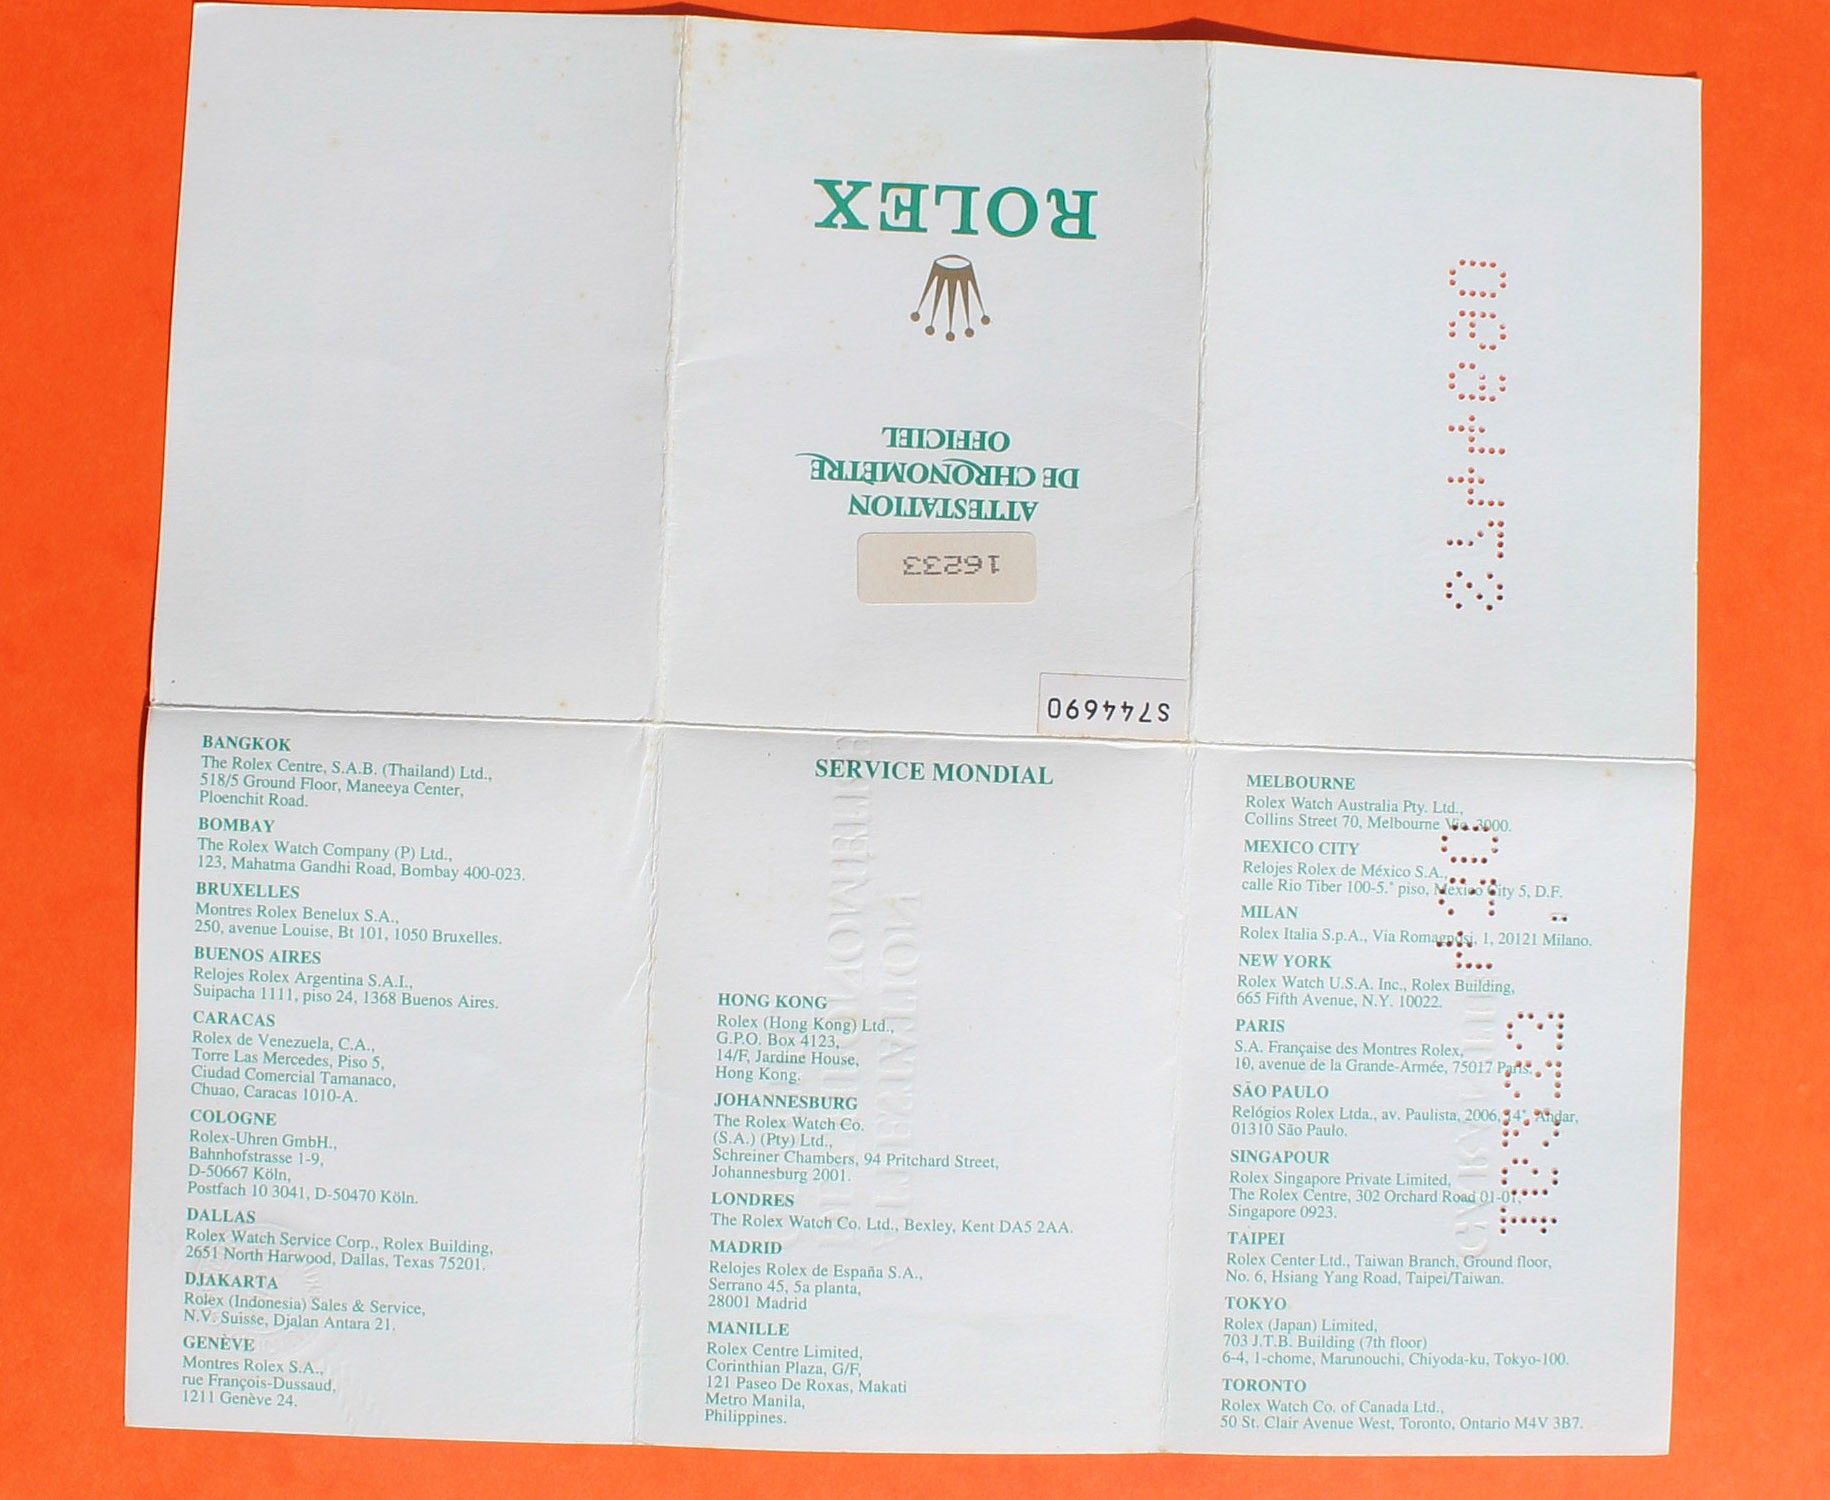 ROLEX
ATTESTATION
DE CHRONOMÈTRE
OFFICIEL
16233
S744690
BANGKOK
The Rolex Centre, S.A.B. (Thailand) Ltd.,
518/5 Ground Floor, Maneeya Center,
Ploenchit Road.
BOMBAY
The Rolex Watch Company (P) Ltd.,
123, Mahatma Gandhi Road, Bombay 400-023.
BRUXELLES
Montres Rolex Benelux S.A.,
250, avenue Louise, Bt 101, 1050 Bruxelles.
BUENOS AIRES
Relojes Rolex Argentina S.A.I.,
Suipacha 1111, piso 24, 1368 Buenos Aires.
CARACAS
Rolex de Venezuela, C.A.,
Torre Las Mercedes, Piso 5,
Ciudad Comercial Tamanaco,
Chuao, Caracas 1010-A.
COLOGNE
Rolex-Uhren GmbH.,
Bahnhofstrasse 1-9,
D-50667 Köln,
Postfach 10 3041, D-50470 Köln.
DALLAS
Rolex Watch Service Corp., Rolex Building,
2651 North Harwood, Dallas, Texas 75201.
DJAKARTA
Rolex (Indonesia) Sales & Service,
N.V. Suisse, Djalan Antara 21.
GENÈVE
Montres Rolex S.A.,
rue François-Dussaud,
1211 Genève 24.
SERVICE MONDIAL
HONG KONG
Rolex (Hong Kong) Ltd.,
G.P.O. Box 4123,
14/F, Jardine House,
Hong Kong.
JOHANNESBURG
The Rolex Watch Co.
(S.A.) (Pty) Ltd.,
Schreiner Chambers, 94 Pritchard Street,
Johannesburg 2001.
LONDRES
The Rolex Watch Co. Ltd., Bexley, Kent DA5 2AA.
MADRID
Relojes Rolex de España S.A.,
Serrano 45, 5a planta,
28001 Madrid
MANILLE
Rolex Centre Limited,
Corinthian Plaza, G/F,
121 Paseo De Roxas, Makati
Metro Manila,
Philippines.
MELBOURNE
Rolex Watch Australia Pty. Ltd.,
Collins Street 70, Melbourne Vic. 3000.
MEXICO CITY
Relojes Rolex de México S.A.,
calle Rio Tiber 100-5.° piso, Mexico City 5, D.F.
MILAN
Rolex Italia S.p.A., Via Romagnosi, 1, 20121 Milano.
NEW YORK
Rolex Watch U.S.A. Inc., Rolex Building,
665 Fifth Avenue, N.Y. 10022.
PARIS
S.A. Française des Montres Rolex,
10, avenue de la Grande-Armée, 75017 Paris.
SÃO PAULO
Relógios Rolex Ltda., av. Paulista, 2006, 14°, Andar,
01310 São Paulo.
SINGAPOUR
Rolex Singapore Private Limited,
The Rolex Centre, 302 Orchard Road 01-01,
Singapore 0923.
TAIPEI
Rolex Center Ltd., Taiwan Branch, Ground floor,
No. 6, Hsiang Yang Road, Taipei/Taiwan.
TOKYO
Rolex (Japan) Limited,
703 J.T.B. Building (7th floor)
6-4, 1-chome, Marunouchi, Chiyoda-ku, Tokyo-100.
TORONTO
Rolex Watch Co. of Canada Ltd.,
50 St. Clair Avenue West, Toronto, Ontario M4V 3B7.